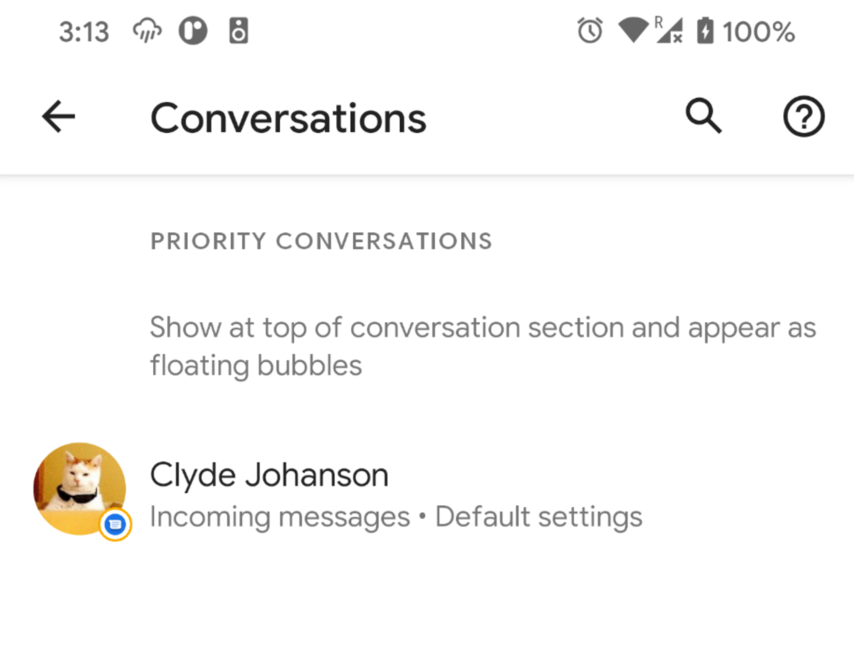 3:13 R 100%
Conversations
PRIORITY CONVERSATIONS
Show at top of conversation section and appear as
floating bubbles
Clyde Johanson
Incoming messages • Default settings